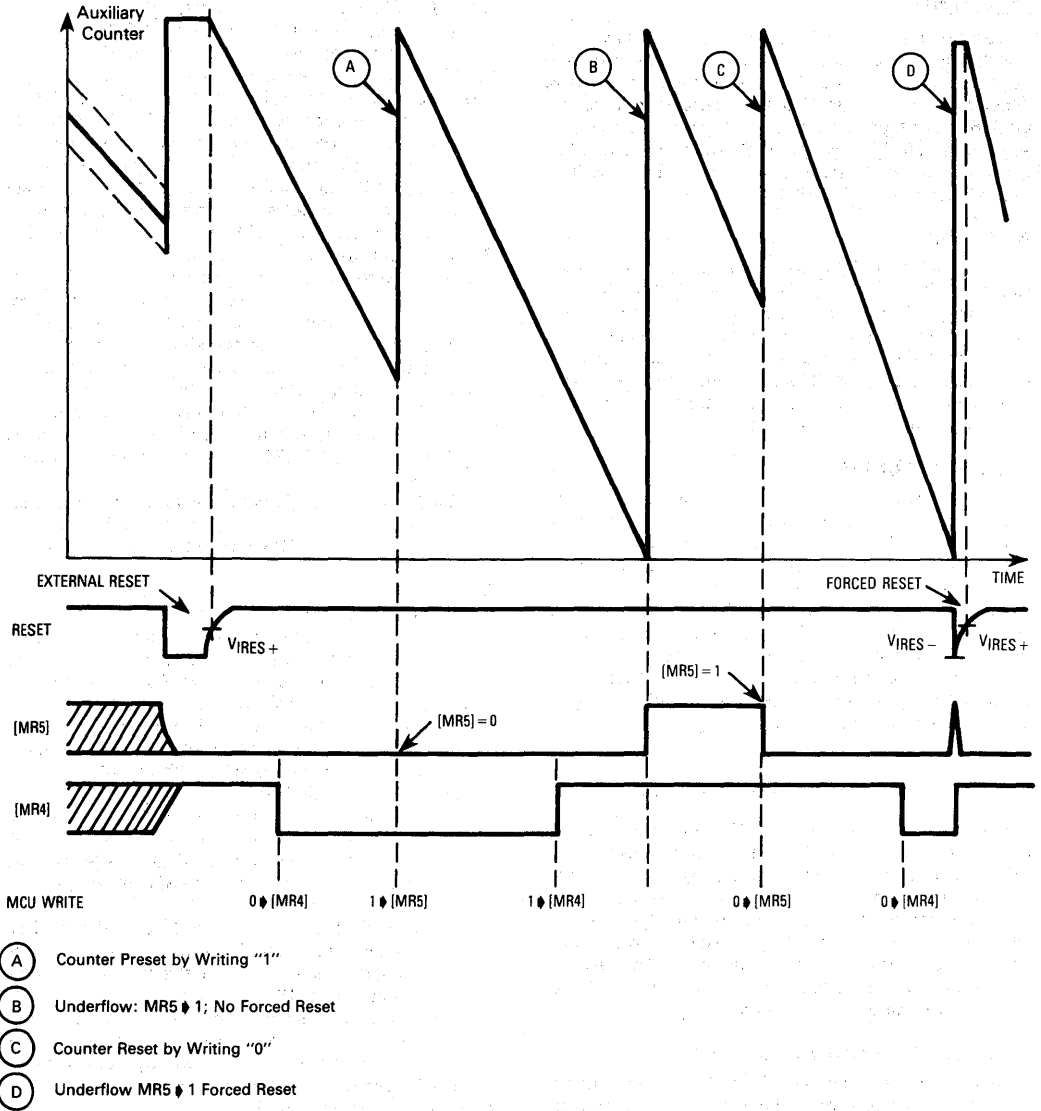 Auxiliary
Counter
A
B
C
D
EXTERNAL RESET
FORCED RESET
TIME
RESET
VIRES+
VIRES−
VIRES+
[MR5]=1
[MR5]
[MR5]=0
[MR4]
MCU WRITE
0➧[MR4]
1➧[MR5]
1➧[MR4]
0➧[MR5]
0➧[MR4]
A Counter Preset by Writing "1"
B Underflow: MR5➧1; No Forced Reset
C Counter Reset by Writing "0"
D Underflow MR5➧1 Forced Reset